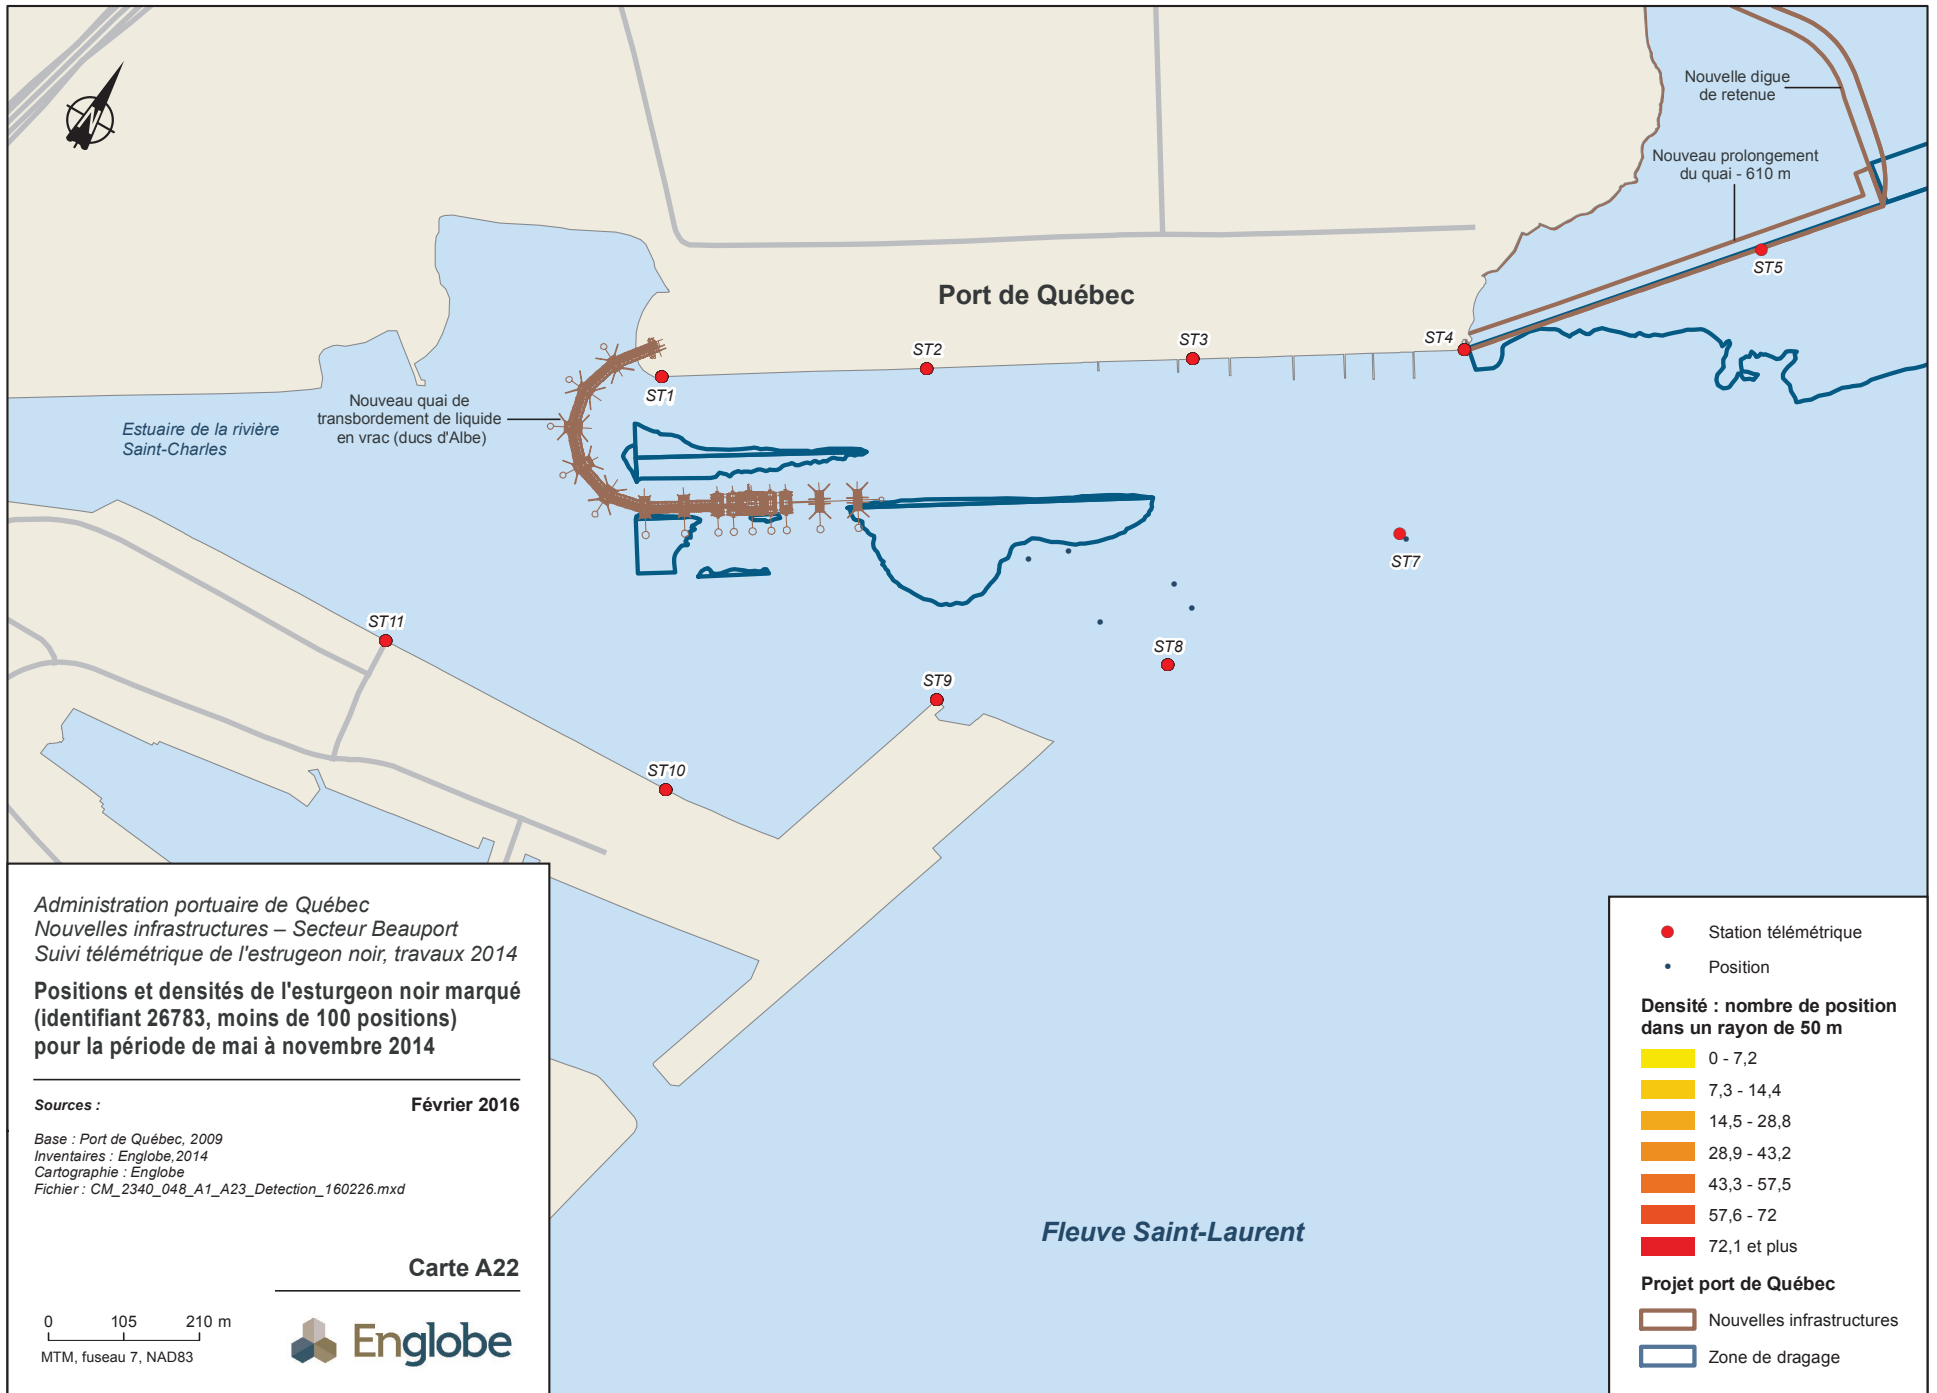 Nouvelle digue
de retenue
Nouveau prolongement
du quai - 610 m
N
ST5
Port de Québec
ST4
ST3
ST2
ST1
Nouveau quai de
transbordement de liquide
en vrac (ducs d'Albe)
Estuaire de la rivière
Saint-Charles
ST7
ST11
ST8
ST9
ST10
Fleuve Saint-Laurent
Administration portuaire de Québec
Nouvelles infrastructures – Secteur Beauport
Suivi télémétrique de l'estrugeon noir, travaux 2014
Positions et densités de l'esturgeon noir marqué
(identifiant 26783, moins de 100 positions)
pour la période de mai à novembre 2014
Sources :
Février 2016
Base : Port de Québec, 2009
Inventaires : Englobe,2014
Cartographie : Englobe
Fichier : CM_2340_048_A1_A23_Detection_160226.mxd
Carte A22
0 105 210 m
MTM, fuseau 7, NAD83
Englobe
Station télémétrique
Position
Densité : nombre de position
dans un rayon de 50 m
0 - 7,2
7,3 - 14,4
14,5 - 28,8
28,9 - 43,2
43,3 - 57,5
57,6 - 72
72,1 et plus
Projet port de Québec
Nouvelles infrastructures
Zone de dragage